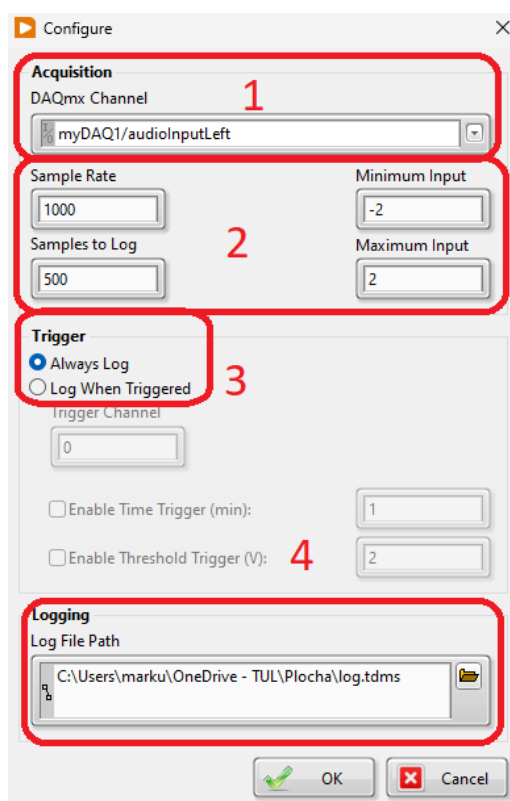 Configure
Acquisition
1
DAQmx Channel
I/O myDAQ1/audioInputLeft
Sample Rate Minimum Input
1000 -2
2
Samples to Log Maximum Input
500 2
Trigger
Always Log
3
Log When Triggered
Trigger Channel
0
Enable Time Trigger (min): 1
Enable Threshold Trigger (V): 4 2
Logging
Log File Path
C:\Users\marku\OneDrive - TUL\Plocha\log.tdms
OK Cancel